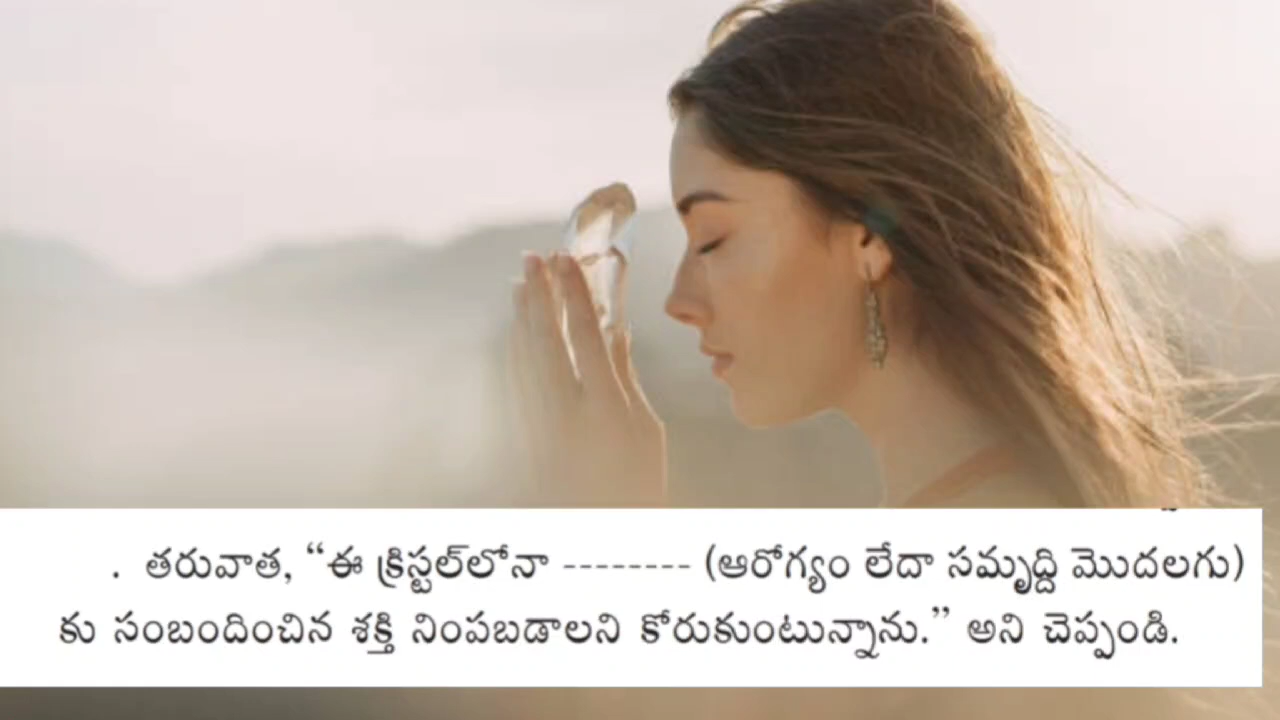 . తరువాత, “ఈ క్రిస్టల్‌లోనా -------- (ఆరోగ్యం లేదా సమృద్ధి మొదలగు)
కు సంబందించిన శక్తి నింపబడాలని కోరుకుంటున్నాను.” అని చెప్పండి.